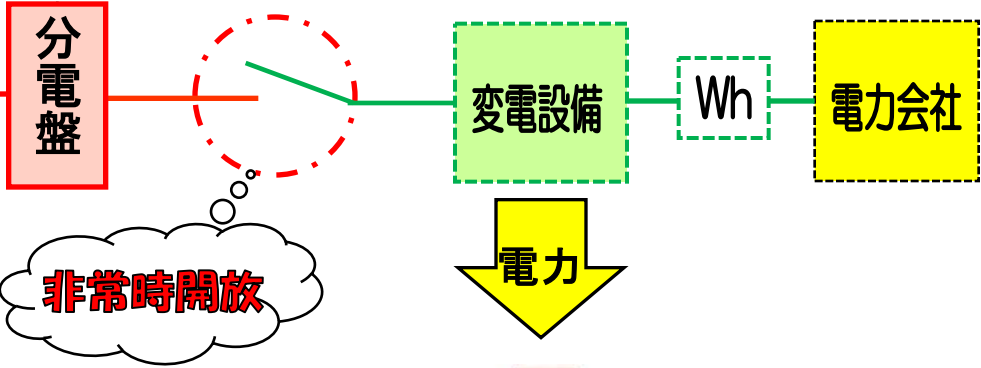 分電盤
変電設備
Wh
電力会社
電力
非常時開放